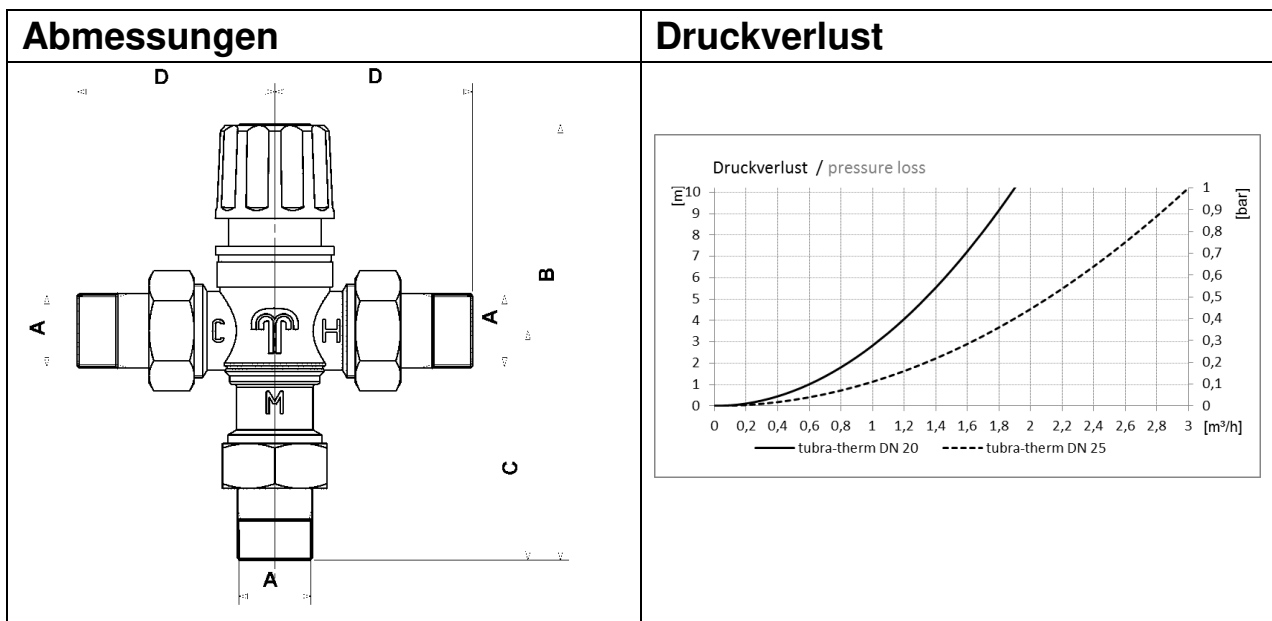 Abmessungen
Druckverlust
D D
B
A A
C H
M
C
A
Druckverlust / pressure loss
[m] [bar]
10 1
9 0,9
8 0,8
7 0,7
6 0,6
5 0,5
4 0,4
3 0,3
2 0,2
1 0,1
0 0
0 0,2 0,4 0,6 0,8 1 1,2 1,4 1,6 1,8 2 2,2 2,4 2,6 2,8 3 [m³/h]
tubra-therm DN 20 tubra-therm DN 25